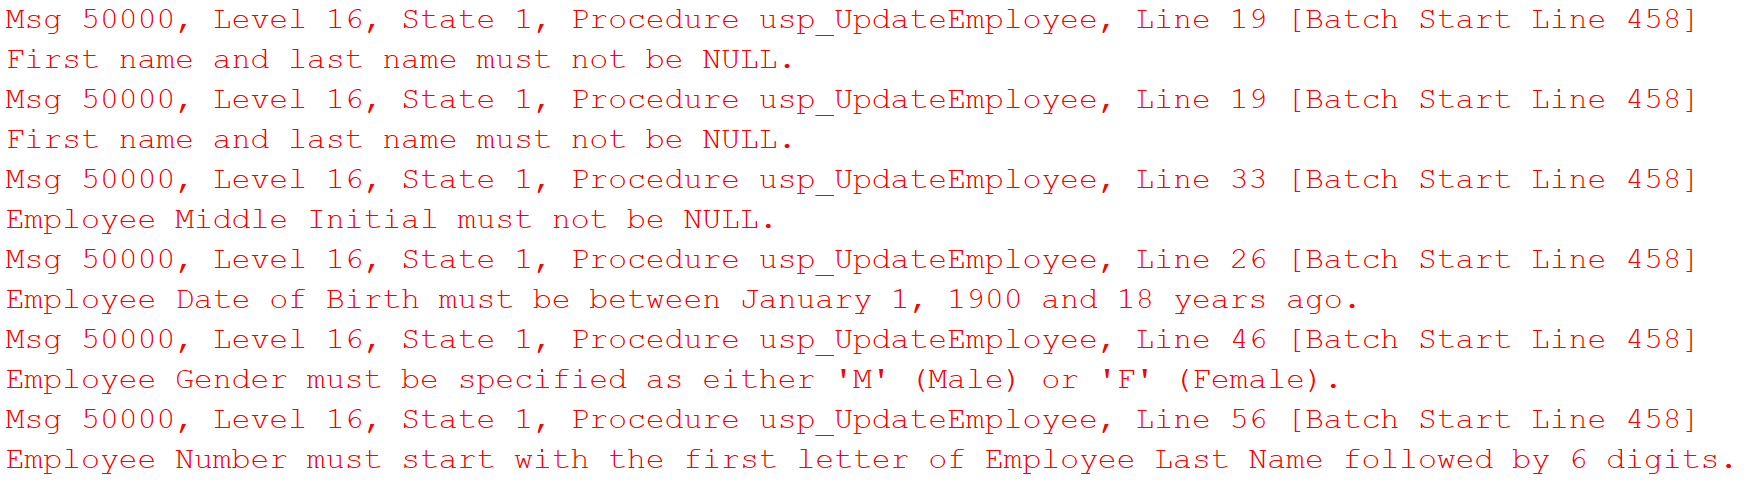 Msg 50000, Level 16, State 1, Procedure usp_UpdateEmployee, Line 19 [Batch Start Line 458]
First name and last name must not be NULL.
Msg 50000, Level 16, State 1, Procedure usp_UpdateEmployee, Line 19 [Batch Start Line 458]
First name and last name must not be NULL.
Msg 50000, Level 16, State 1, Procedure usp_UpdateEmployee, Line 33 [Batch Start Line 458]
Employee Middle Initial must not be NULL.
Msg 50000, Level 16, State 1, Procedure usp_UpdateEmployee, Line 26 [Batch Start Line 458]
Employee Date of Birth must be between January 1, 1900 and 18 years ago.
Msg 50000, Level 16, State 1, Procedure usp_UpdateEmployee, Line 46 [Batch Start Line 458]
Employee Gender must be specified as either 'M' (Male) or 'F' (Female).
Msg 50000, Level 16, State 1, Procedure usp_UpdateEmployee, Line 56 [Batch Start Line 458]
Employee Number must start with the first letter of Employee Last Name followed by 6 digits.